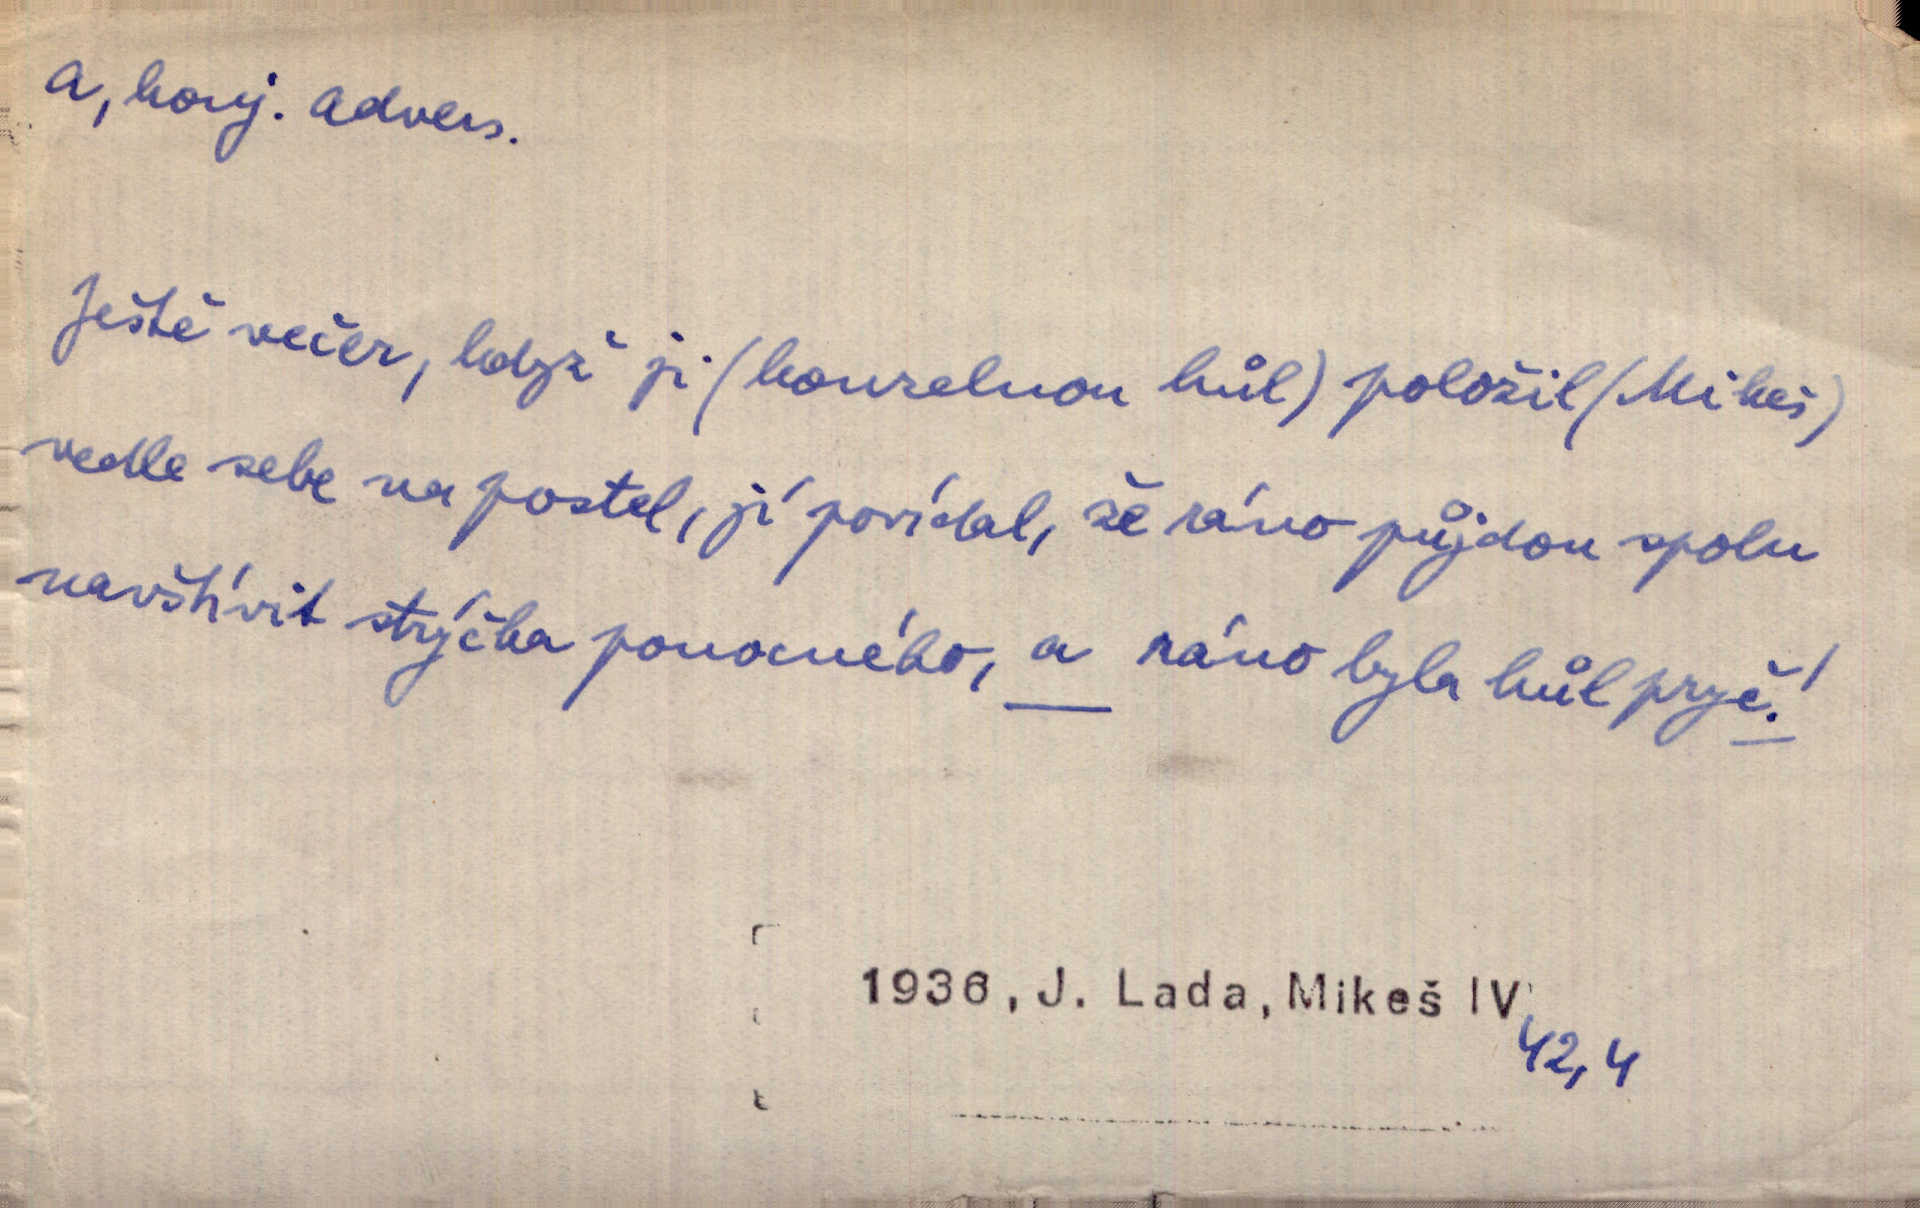 a, konj. advers.
Ještě večer, když ji (kouzelnou hůl) položil (Mikeš)
vedle sebe na postel, jí povídal, že ráno půjdou spolu
navštívit strýčka ponocného, a ráno byla hůl pryč!
1936, J. Lada, Mikeš IV
42,4